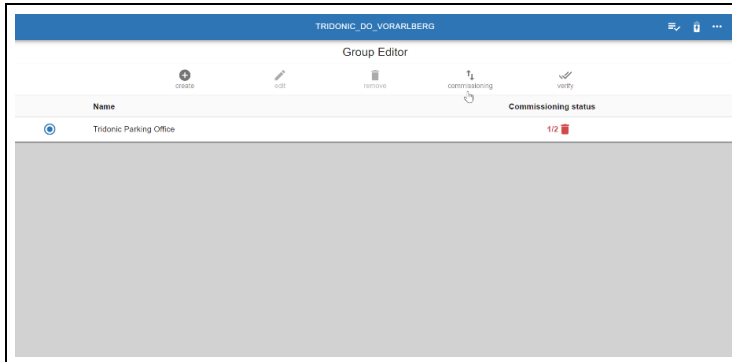 TRIDONIC_DO_VORARLBERG
Group Editor
create edit remove commissioning verify
Name Commissioning status
Tridonic Parking Office 1/2